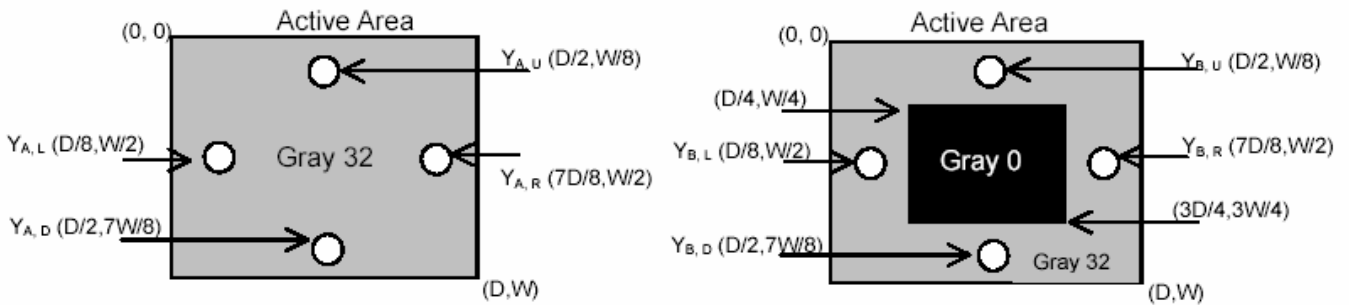 Active Area
(0, 0)
Y_A, U (D/2,W/8)
Y_A, L (D/8,W/2)
Gray 32
Y_A, R (7D/8,W/2)
Y_A, D (D/2,7W/8)
(D,W)
Active Area
(0, 0)
Y_B, U (D/2,W/8)
(D/4,W/4)
Y_B, L (D/8,W/2)
Gray 0
Y_B, R (7D/8,W/2)
(3D/4,3W/4)
Y_B, D (D/2,7W/8)
Gray 32
(D,W)